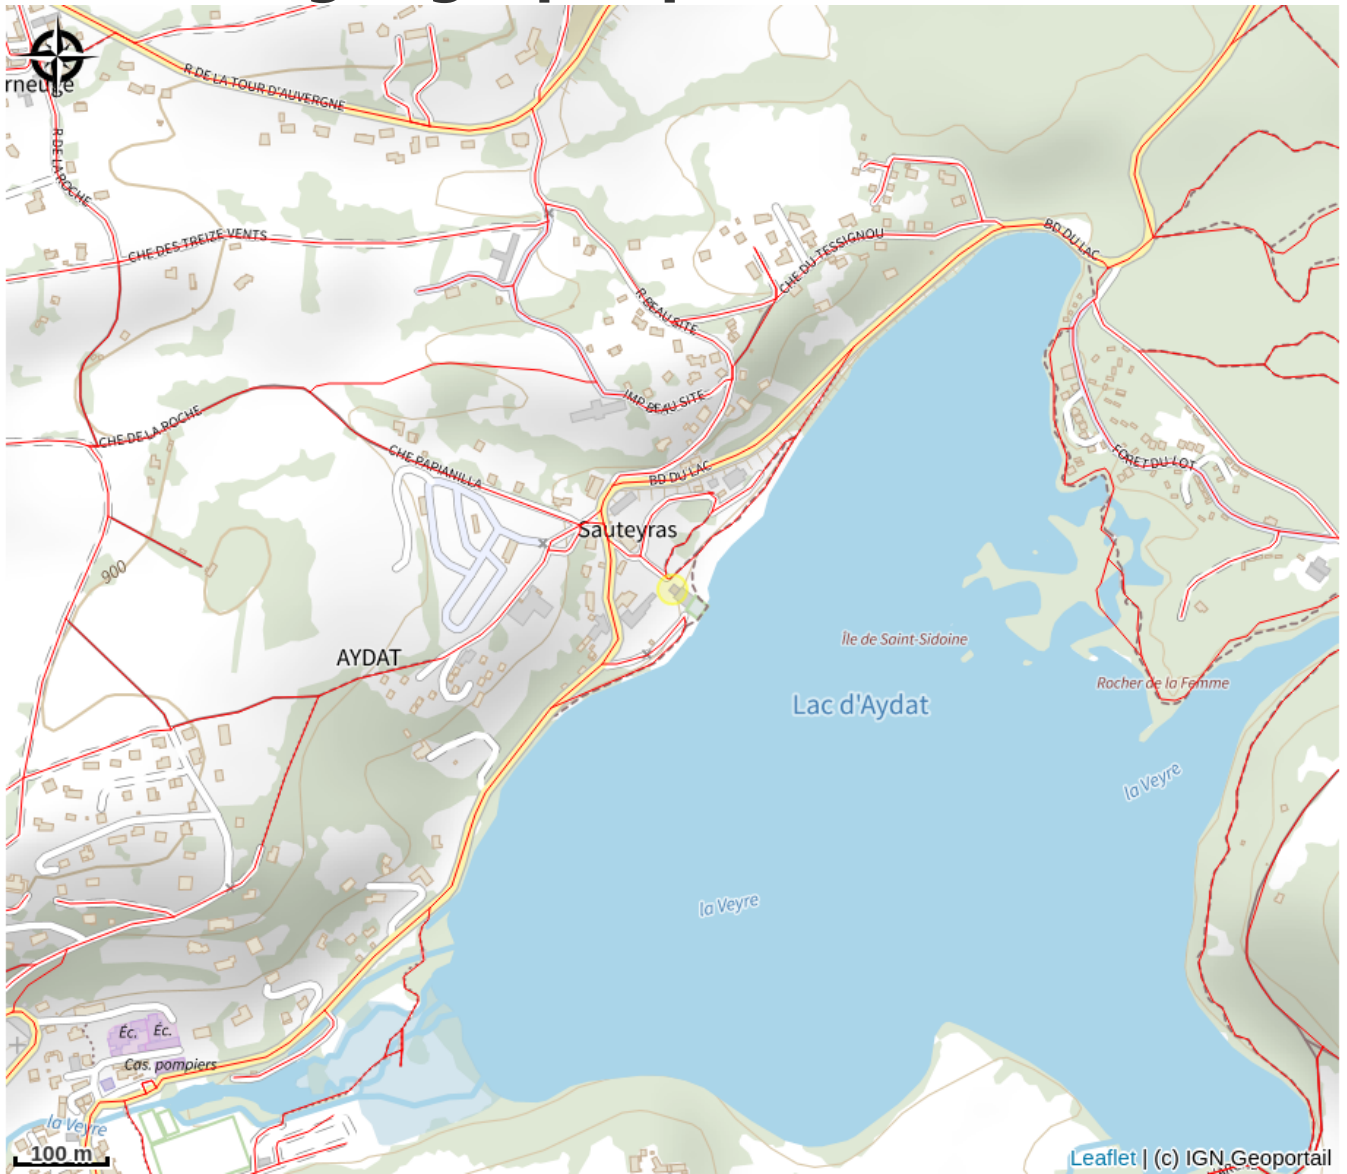 rneuge
R DE LA TOUR D'AUVERGNE
R DE LA ROCHE
CHE DES TREIZE VENTS
BD DU LAC
CHE DU TESSIGNOU
R BEAU SITE
IMP BEAU SITE
CHE DE LA ROCHE
CHE PAPIANILLA
BD DU LAC
FORET DU LOT
Sauteyras
900
Île de Saint-Sidoine
AYDAT
Rocher de la Femme
Lac d'Aydat
la Veyre
la Veyre
Éc.
Éc.
Cas. pompiers
la Veyre
100 m
Leaflet | (c) IGN Geoportail